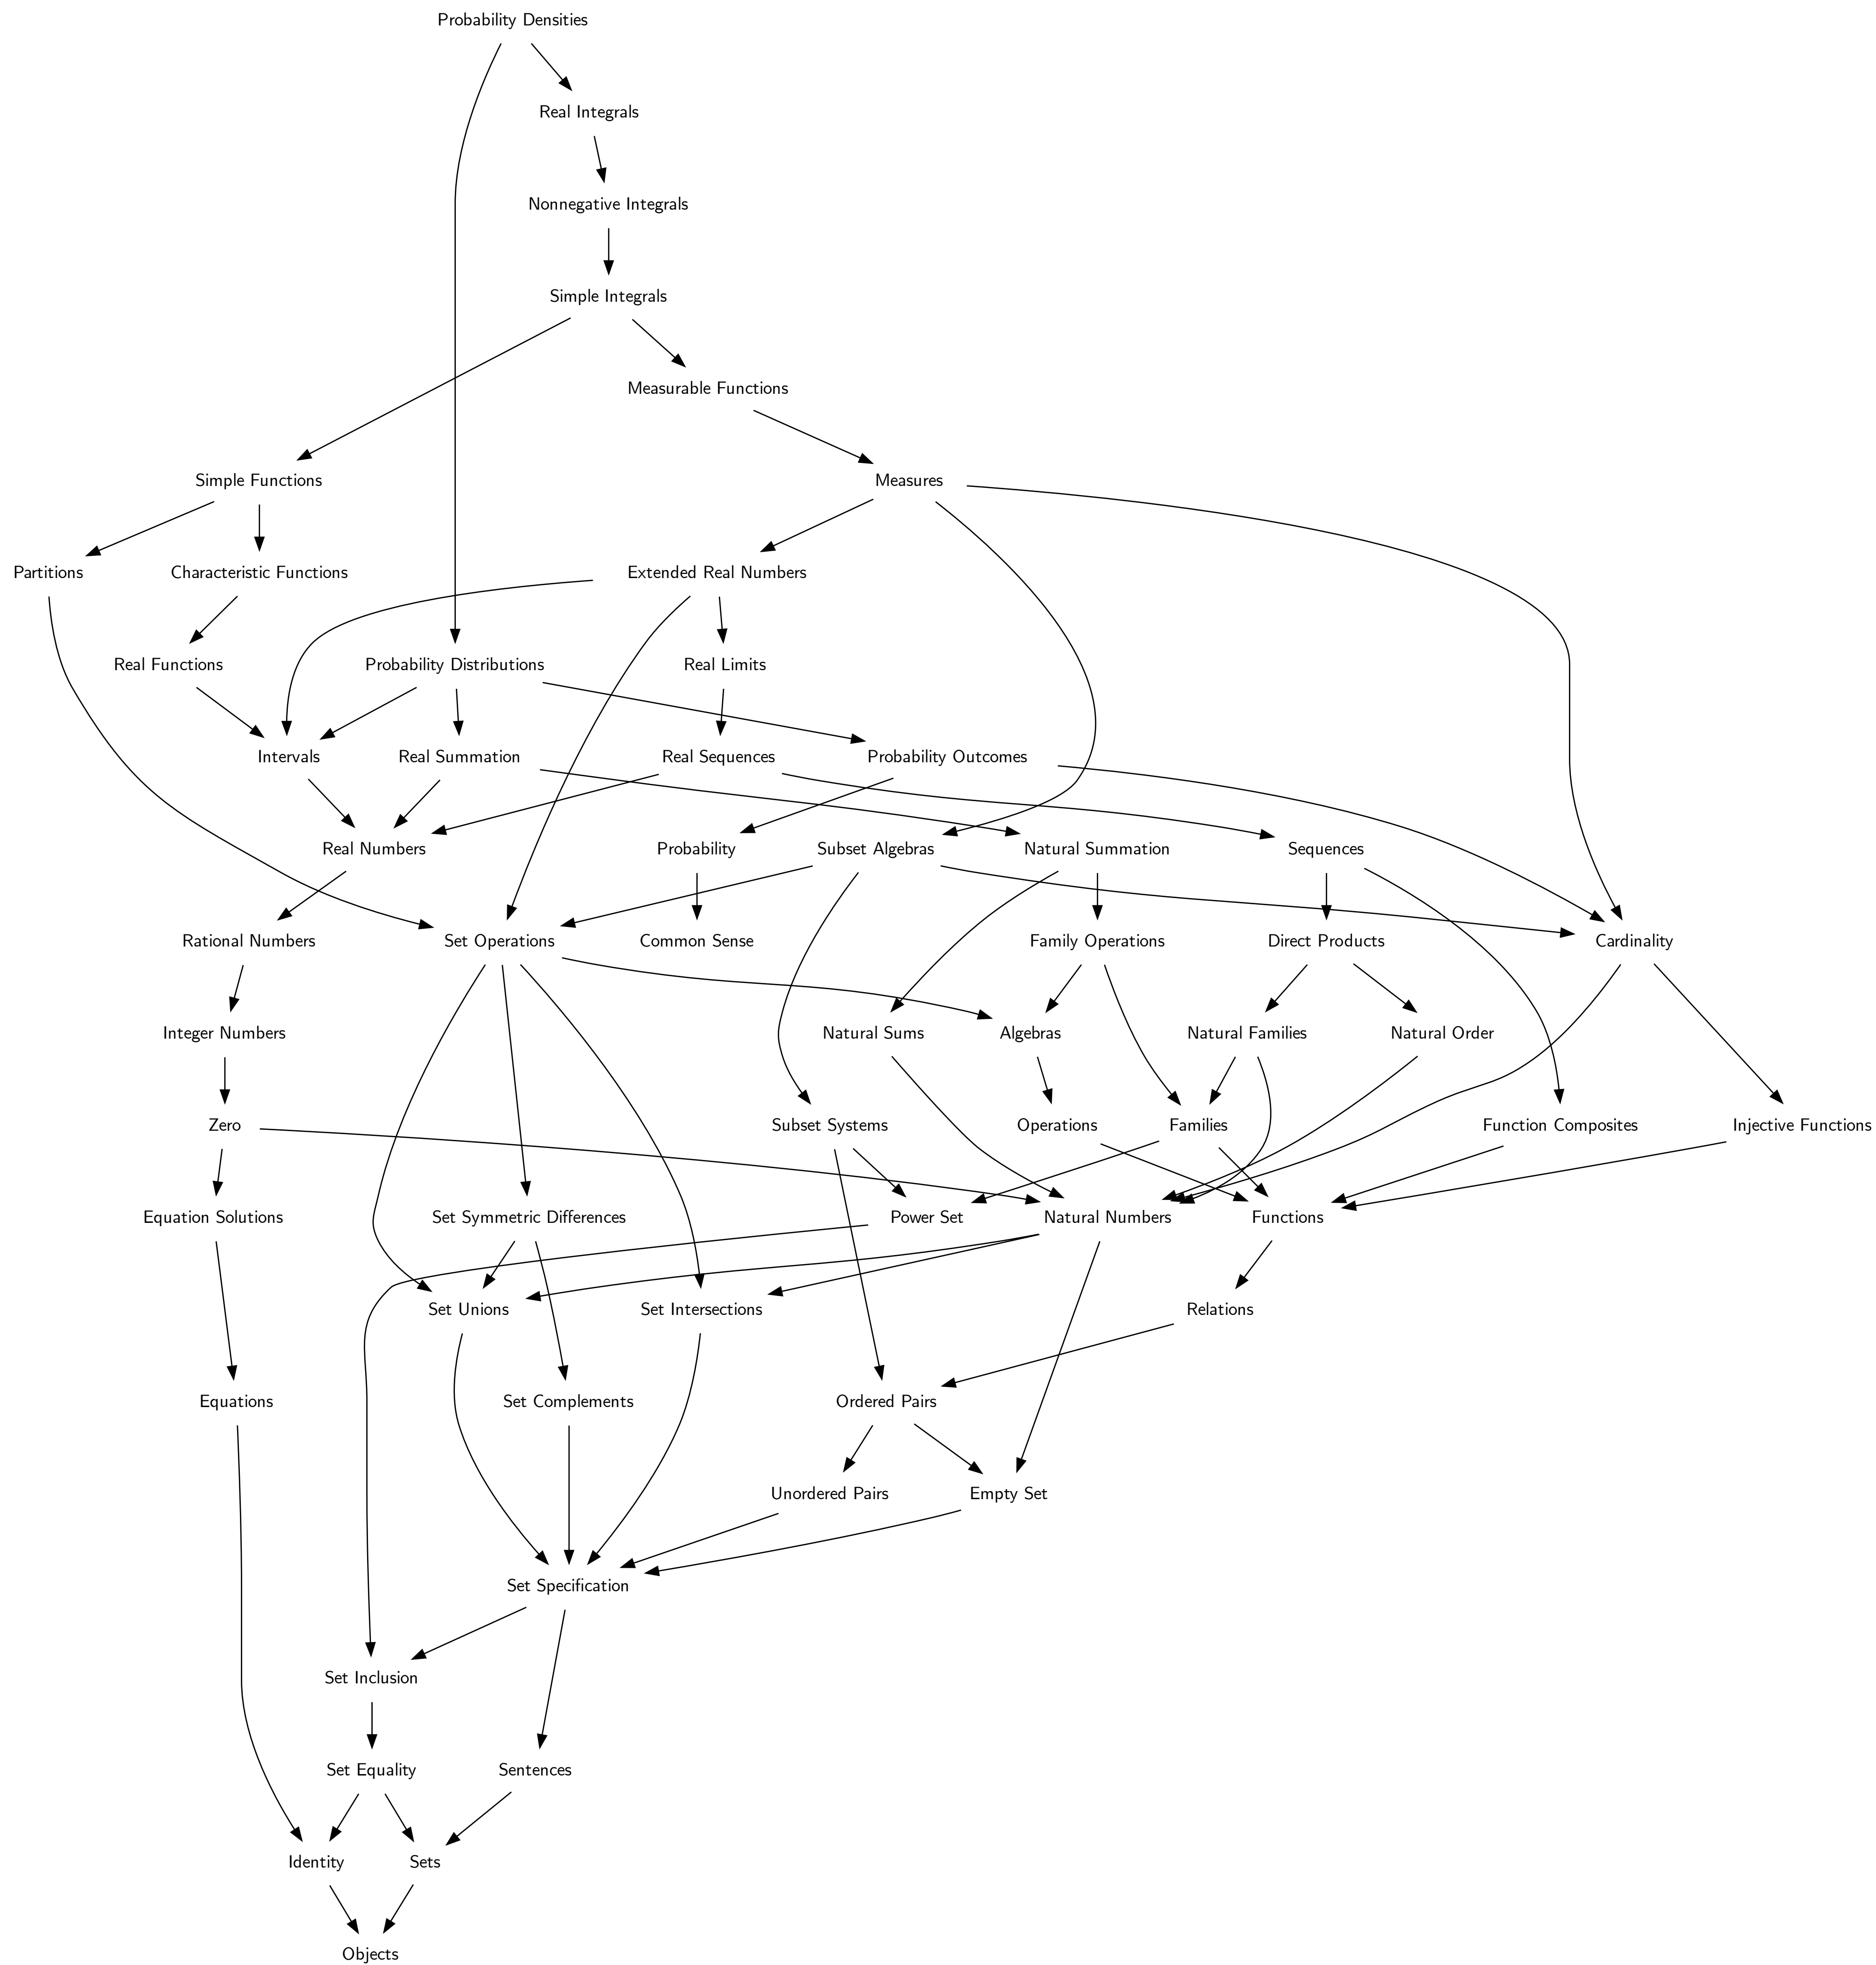 Probability Densities
Real Integrals
Nonnegative Integrals
Simple Integrals
Measurable Functions
Simple Functions
Measures
Partitions
Characteristic Functions
Extended Real Numbers
Real Functions
Probability Distributions
Real Limits
Intervals
Real Summation
Real Sequences
Probability Outcomes
Real Numbers
Probability
Subset Algebras
Natural Summation
Sequences
Rational Numbers
Set Operations
Common Sense
Family Operations
Direct Products
Cardinality
Integer Numbers
Natural Sums
Algebras
Natural Families
Natural Order
Zero
Subset Systems
Operations
Families
Function Composites
Injective Functions
Equation Solutions
Set Symmetric Differences
Power Set
Natural Numbers
Functions
Set Unions
Set Intersections
Relations
Equations
Set Complements
Ordered Pairs
Unordered Pairs
Empty Set
Set Specification
Set Inclusion
Set Equality
Sentences
Identity
Sets
Objects